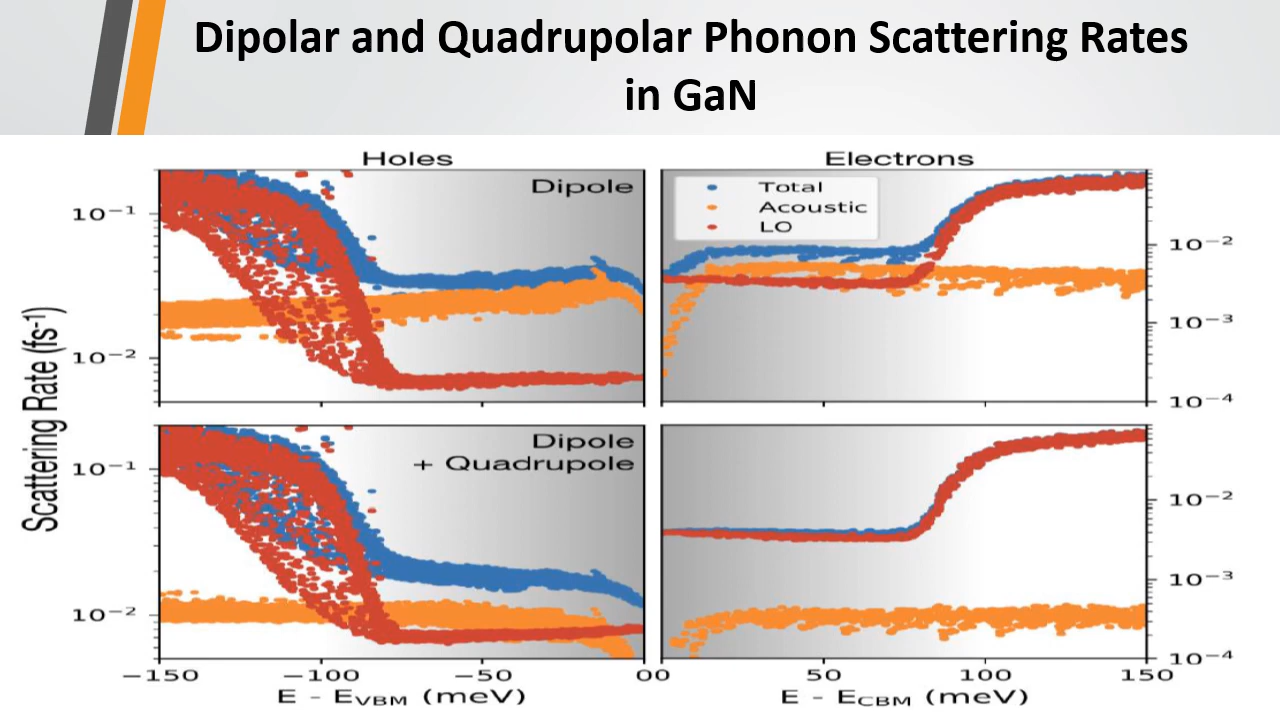 Dipolar and Quadrupolar Phonon Scattering Rates
in GaN
Holes
Electrons
Dipole
Total
Acoustic
LO
10⁻¹
10⁻²
10⁻²
10⁻³
10⁻⁴
Scattering Rate (fs⁻¹)
Dipole
+ Quadrupole
10⁻¹
10⁻²
10⁻²
10⁻³
10⁻⁴
−150
−100
−50
0
0
50
100
150
E - E_VBM (meV)
E - E_CBM (meV)